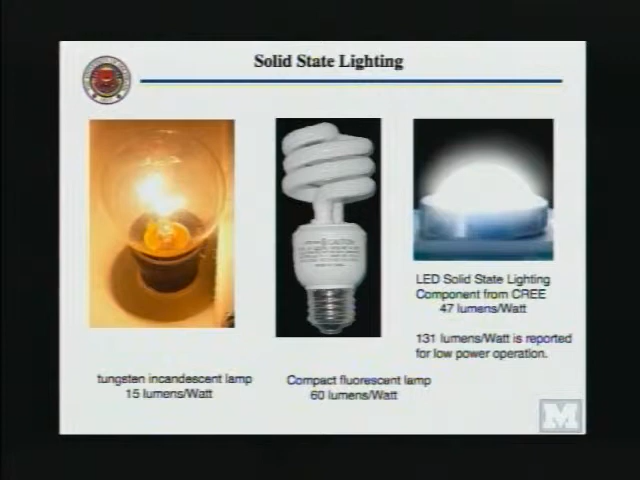 Solid State Lighting
LED Solid State Lighting
Component from CREE
47 lumens/Watt
131 lumens/Watt is reported
for low power operation.
tungsten incandescent lamp
15 lumens/Watt
Compact fluorescent lamp
60 lumens/Watt
M